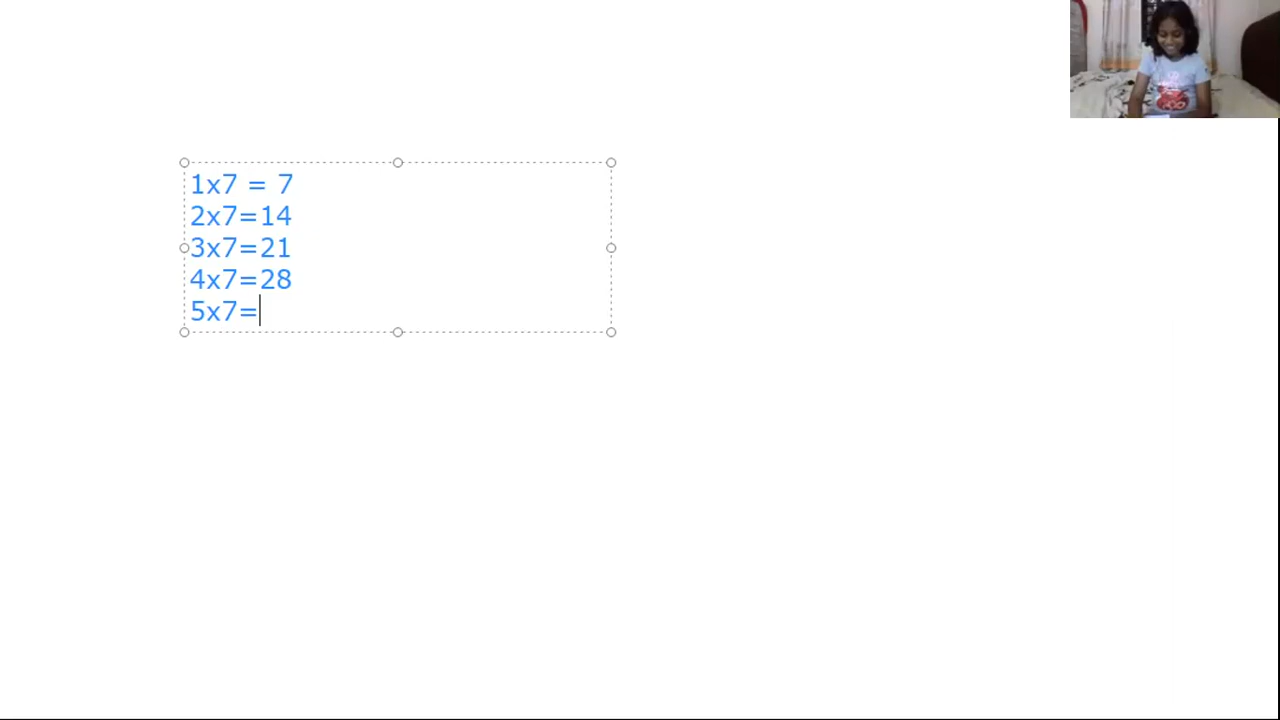 1x7 = 7
2x7=14
3x7=21
4x7=28
5x7=